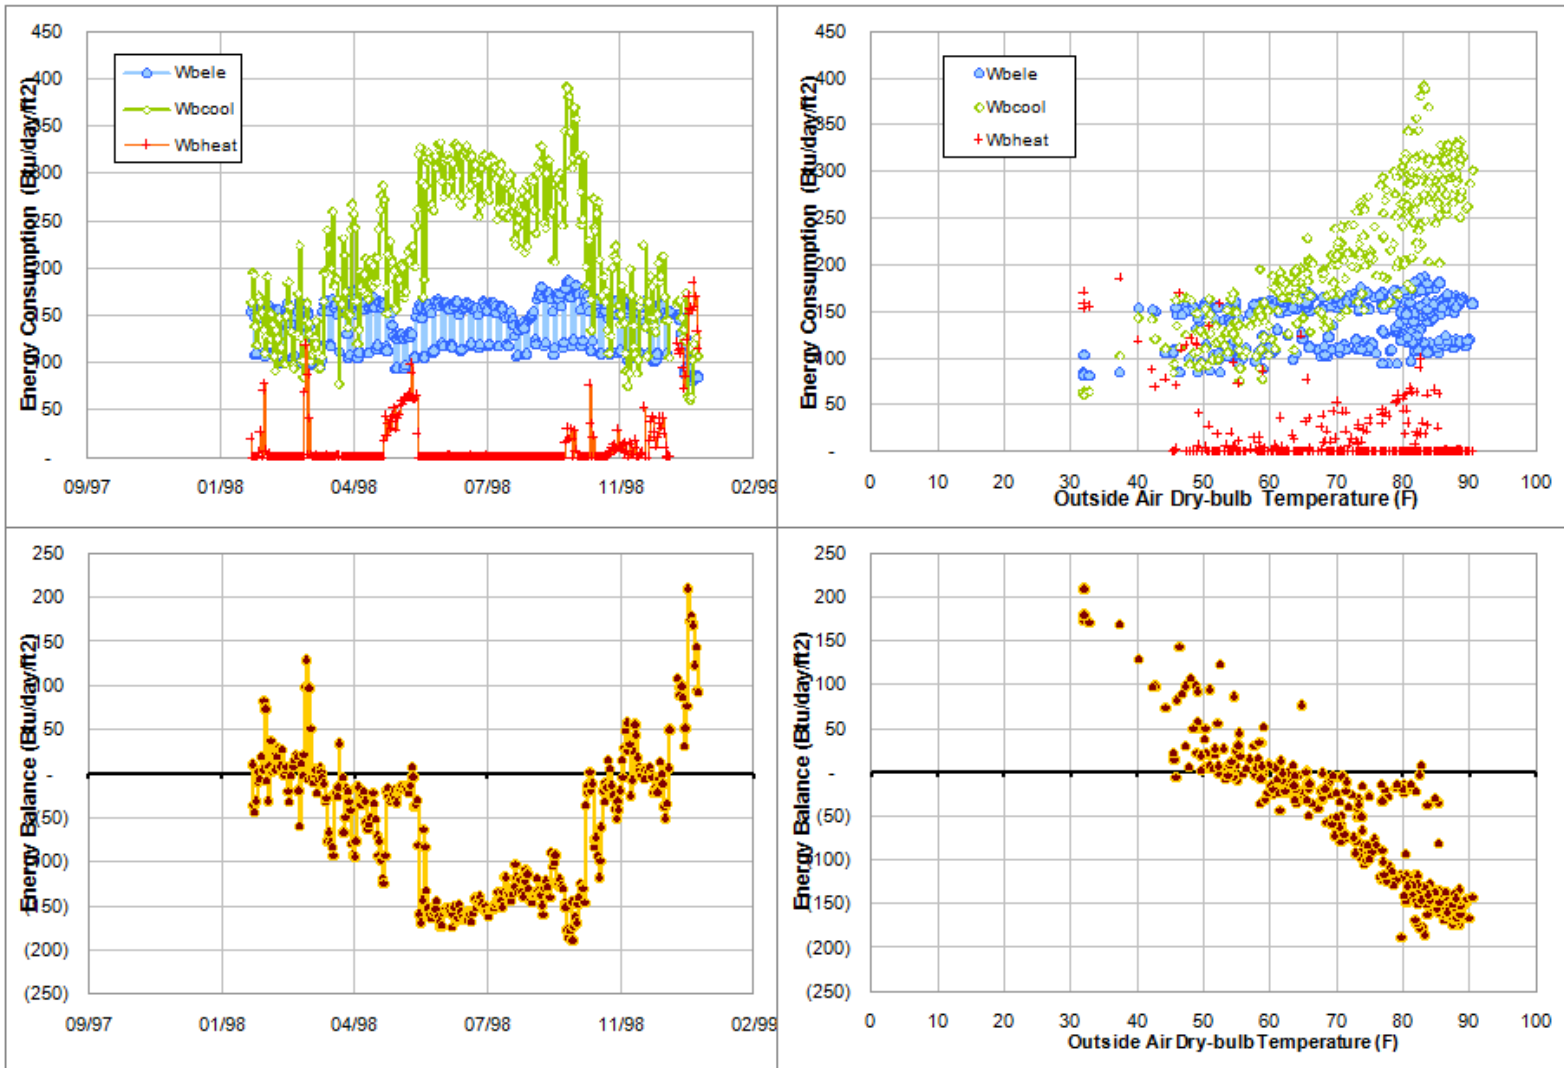 Energy Consumption (Btu/day/ft2)
450
400
350
300
250
200
150
100
50
-
Wbele
Wbcool
Wbheat
09/97 01/98 04/98 07/98 11/98 02/99
Energy Consumption (Btu/day/ft2)
450
400
350
300
250
200
150
100
50
-
Wbele
Wbcool
Wbheat
0 10 20 30 40 50 60 70 80 90 100
Outside Air Dry-bulb Temperature (F)
Energy Balance (Btu/day/ft2)
250
200
150
100
50
-
(50)
(100)
(150)
(200)
(250)
09/97 01/98 04/98 07/98 11/98 02/99
Energy Balance (Btu/day/ft2)
250
200
150
100
50
-
(50)
(100)
(150)
(200)
(250)
0 10 20 30 40 50 60 70 80 90 100
Outside Air Dry-bulb Temperature (F)